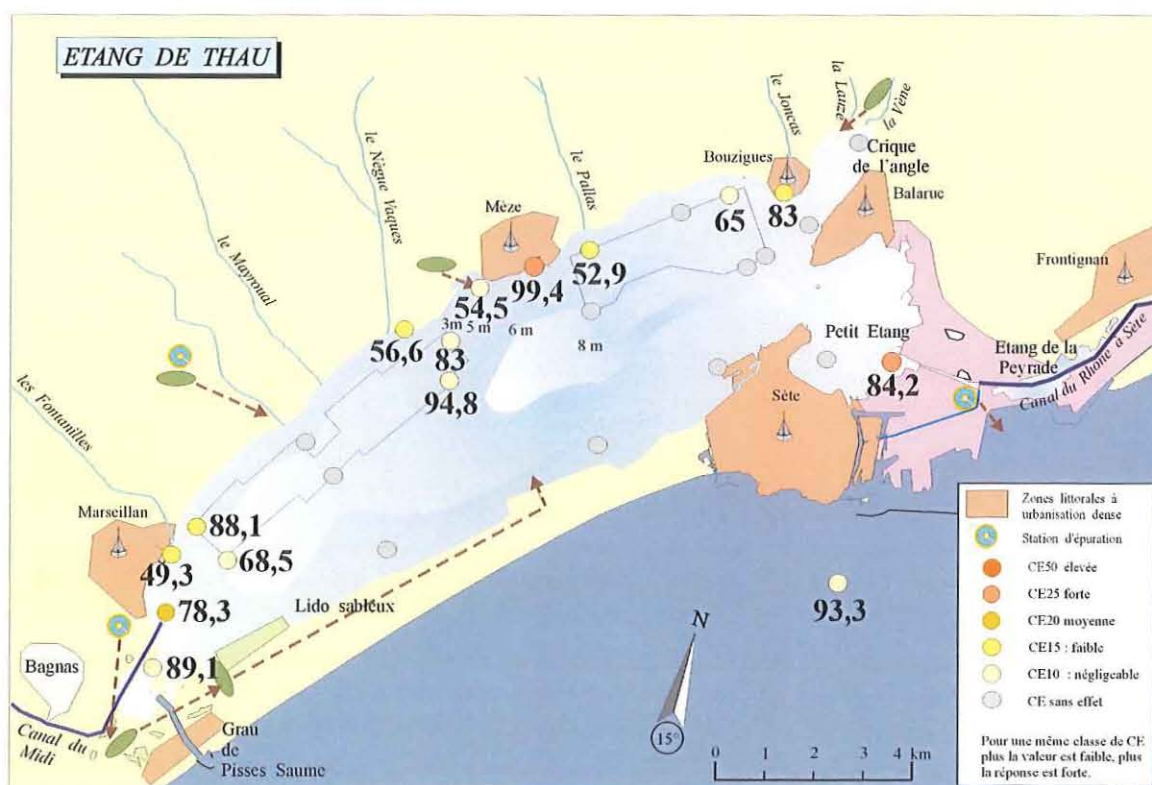 ETANG DE THAU
la Lauze
la Vène
le Joncas
Crique
de l'angle
Bouzigues
Balaruc
le Pallas
le Nègue Vaques
Mèze
65
83
Frontignan
52,9
99,4
54,5
3m
5 m
6 m
8 m
le Mayroual
56,6
83
Petit Etang
Etang de la
Peyrade
Canal du Rhone a Sète
94,8
84,2
Sète
les Fontanilles
Marseillan
88,1
68,5
49,3
78,3
Lido sableux
93,3
89,1
Bagnas
Canal du
Midi
Grau
de
Pisses Saume
N
15°
0
1
2
3
4 km
Zones littorales à
urbanisation dense
Station d'épuration
CE50 élevée
CE25 forte
CE20 moyenne
CE15 : faible
CE10 : négligeable
CE sans effet
Pour une même classe de CE
plus la valeur est faible, plus
la réponse est forte.